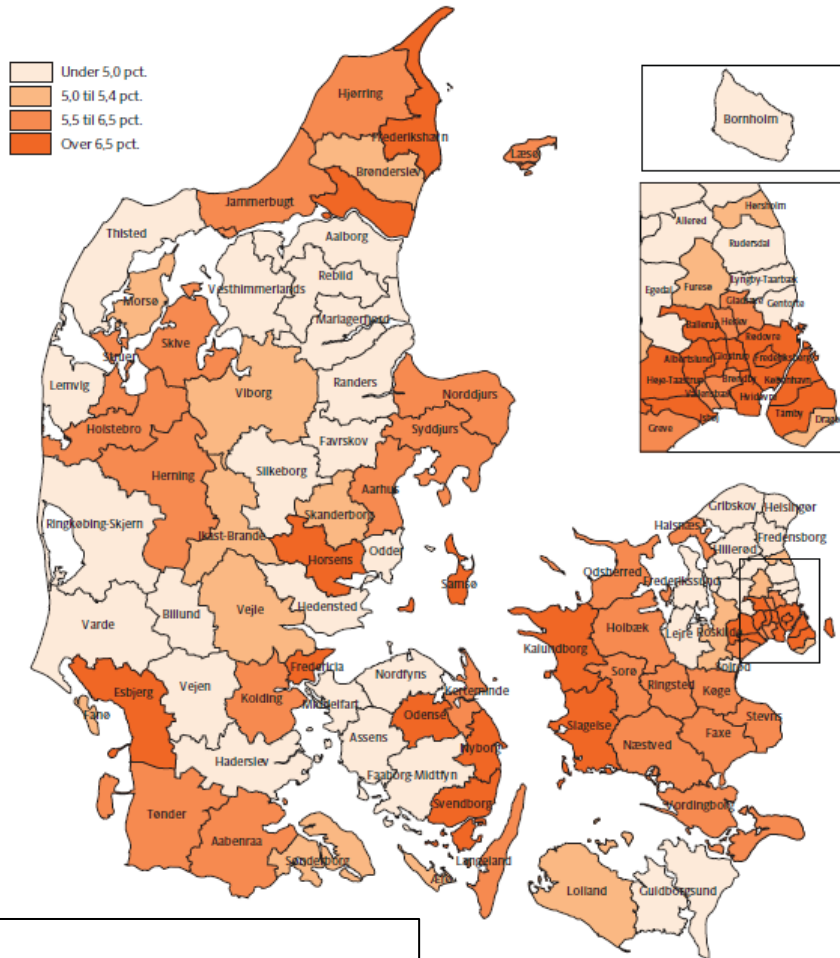 Under 5,0 pct.
5,0 til 5,4 pct.
5,5 til 6,5 pct.
Over 6,5 pct.
Hjørring
Frederikshavn
Læsø
Brønderslev
Jammerbugt
Thisted
Aalborg
Vesthimmerlands
Rebild
Mariagerfjord
Morsø
Skive
Struer
Lemvig
Viborg
Randers
Norddjurs
Syddjurs
Holstebro
Favrskov
Herning
Silkeborg
Aarhus
Skanderborg
Ringkøbing-Skjern
Ikast-Brande
Horsens
Odder
Samsø
Hedensted
Varde
Billund
Vejle
Fredericia
Esbjerg
Vejen
Kolding
Fanø
Middelfart
Nordfyns
Kerteminde
Odense
Assens
Nyborg
Haderslev
Faaborg-Midtfyn
Svendborg
Tønder
Aabenraa
Sønderborg
Ærø
Langeland
Bornholm
Hørsholm
Allerød
Rudersdal
Egedal
Furesø
Lyngby-Taarbæk
Gladsaxe
Gentofte
Ballerup
Herlev
Rødovre
Albertslund
Glostrup
Frederiksberg
Høje-Taastrup
Brøndby
København
Vallensbæk
Hvidovre
Tårnby
Ishøj
Dragør
Greve
Gribskov
Helsingør
Halsnæs
Fredensborg
Hillerød
Odsherred
Frederikssund
Holbæk
Lejre
Roskilde
Kalundborg
Solrød
Sorø
Ringsted
Køge
Stevns
Slagelse
Næstved
Faxe
Vordingborg
Lolland
Guldborgsund